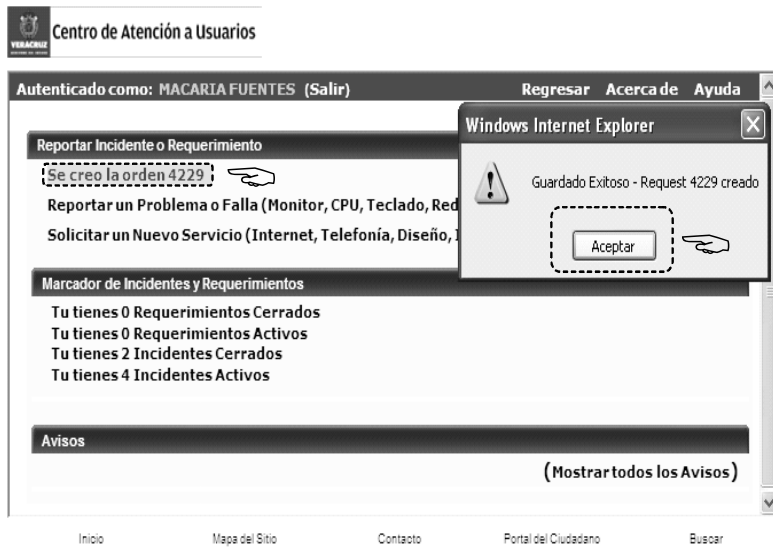 VERACRUZ
Centro de Atención a Usuarios
Autenticado como: MACARIA FUENTES (Salir) Regresar Acerca de Ayuda
Windows Internet Explorer
Guardado Exitoso - Request 4229 creado
Aceptar
Reportar Incidente o Requerimiento
Se creo la orden 4229
Reportar un Problema o Falla (Monitor, CPU, Teclado, Red
Solicitar un Nuevo Servicio (Internet, Telefonía, Diseño,
Marcador de Incidentes y Requerimientos
Tu tienes 0 Requerimientos Cerrados
Tu tienes 0 Requerimientos Activos
Tu tienes 2 Incidentes Cerrados
Tu tienes 4 Incidentes Activos
Avisos
(Mostrar todos los Avisos)
Inicio Mapa del Sitio Contacto Portal del Ciudadano Buscar